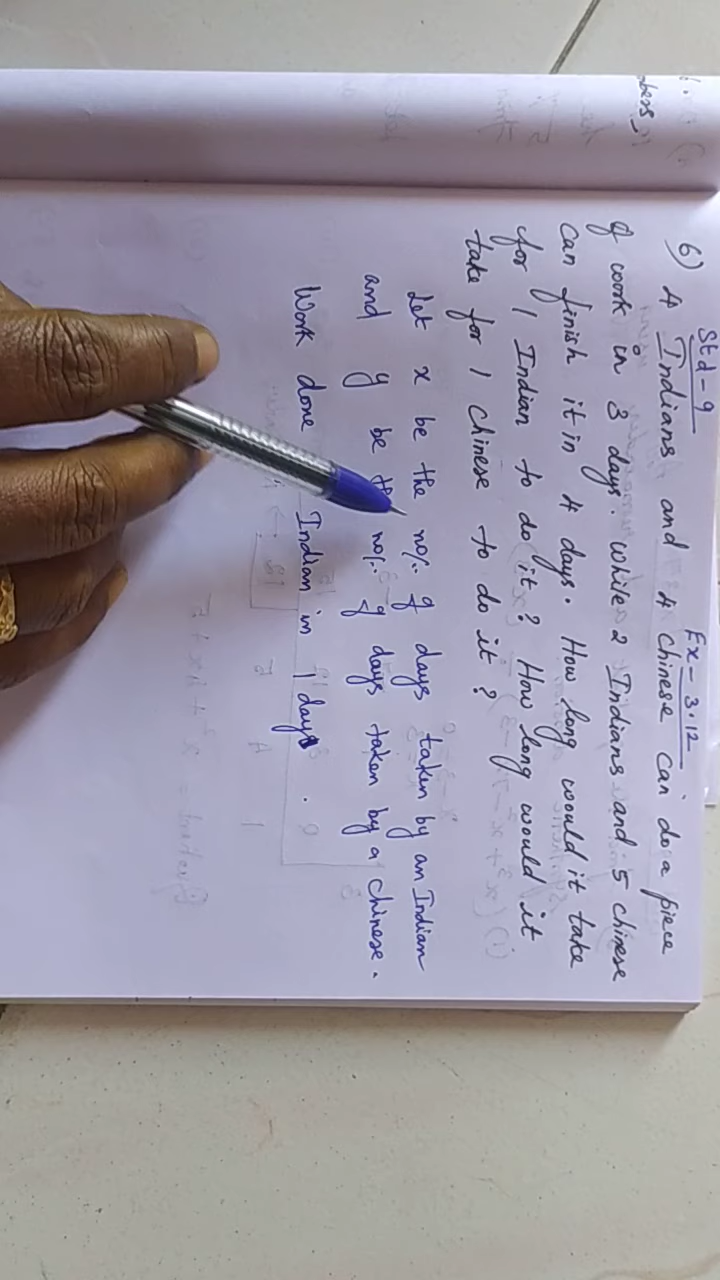 Std-9
Ex-3.12
6) 4 Indians and 4 chinese can do a piece
of work in 3 days. While 2 Indians and 5 chinese
can finish it in 4 days. How long would it take
for 1 Indian to do it? How long would it
take for 1 chinese to do it?
Let x be the no/. of days taken by an Indian
and y be the no/. of days taken by a chinese.
Work done Indian in 1 day.